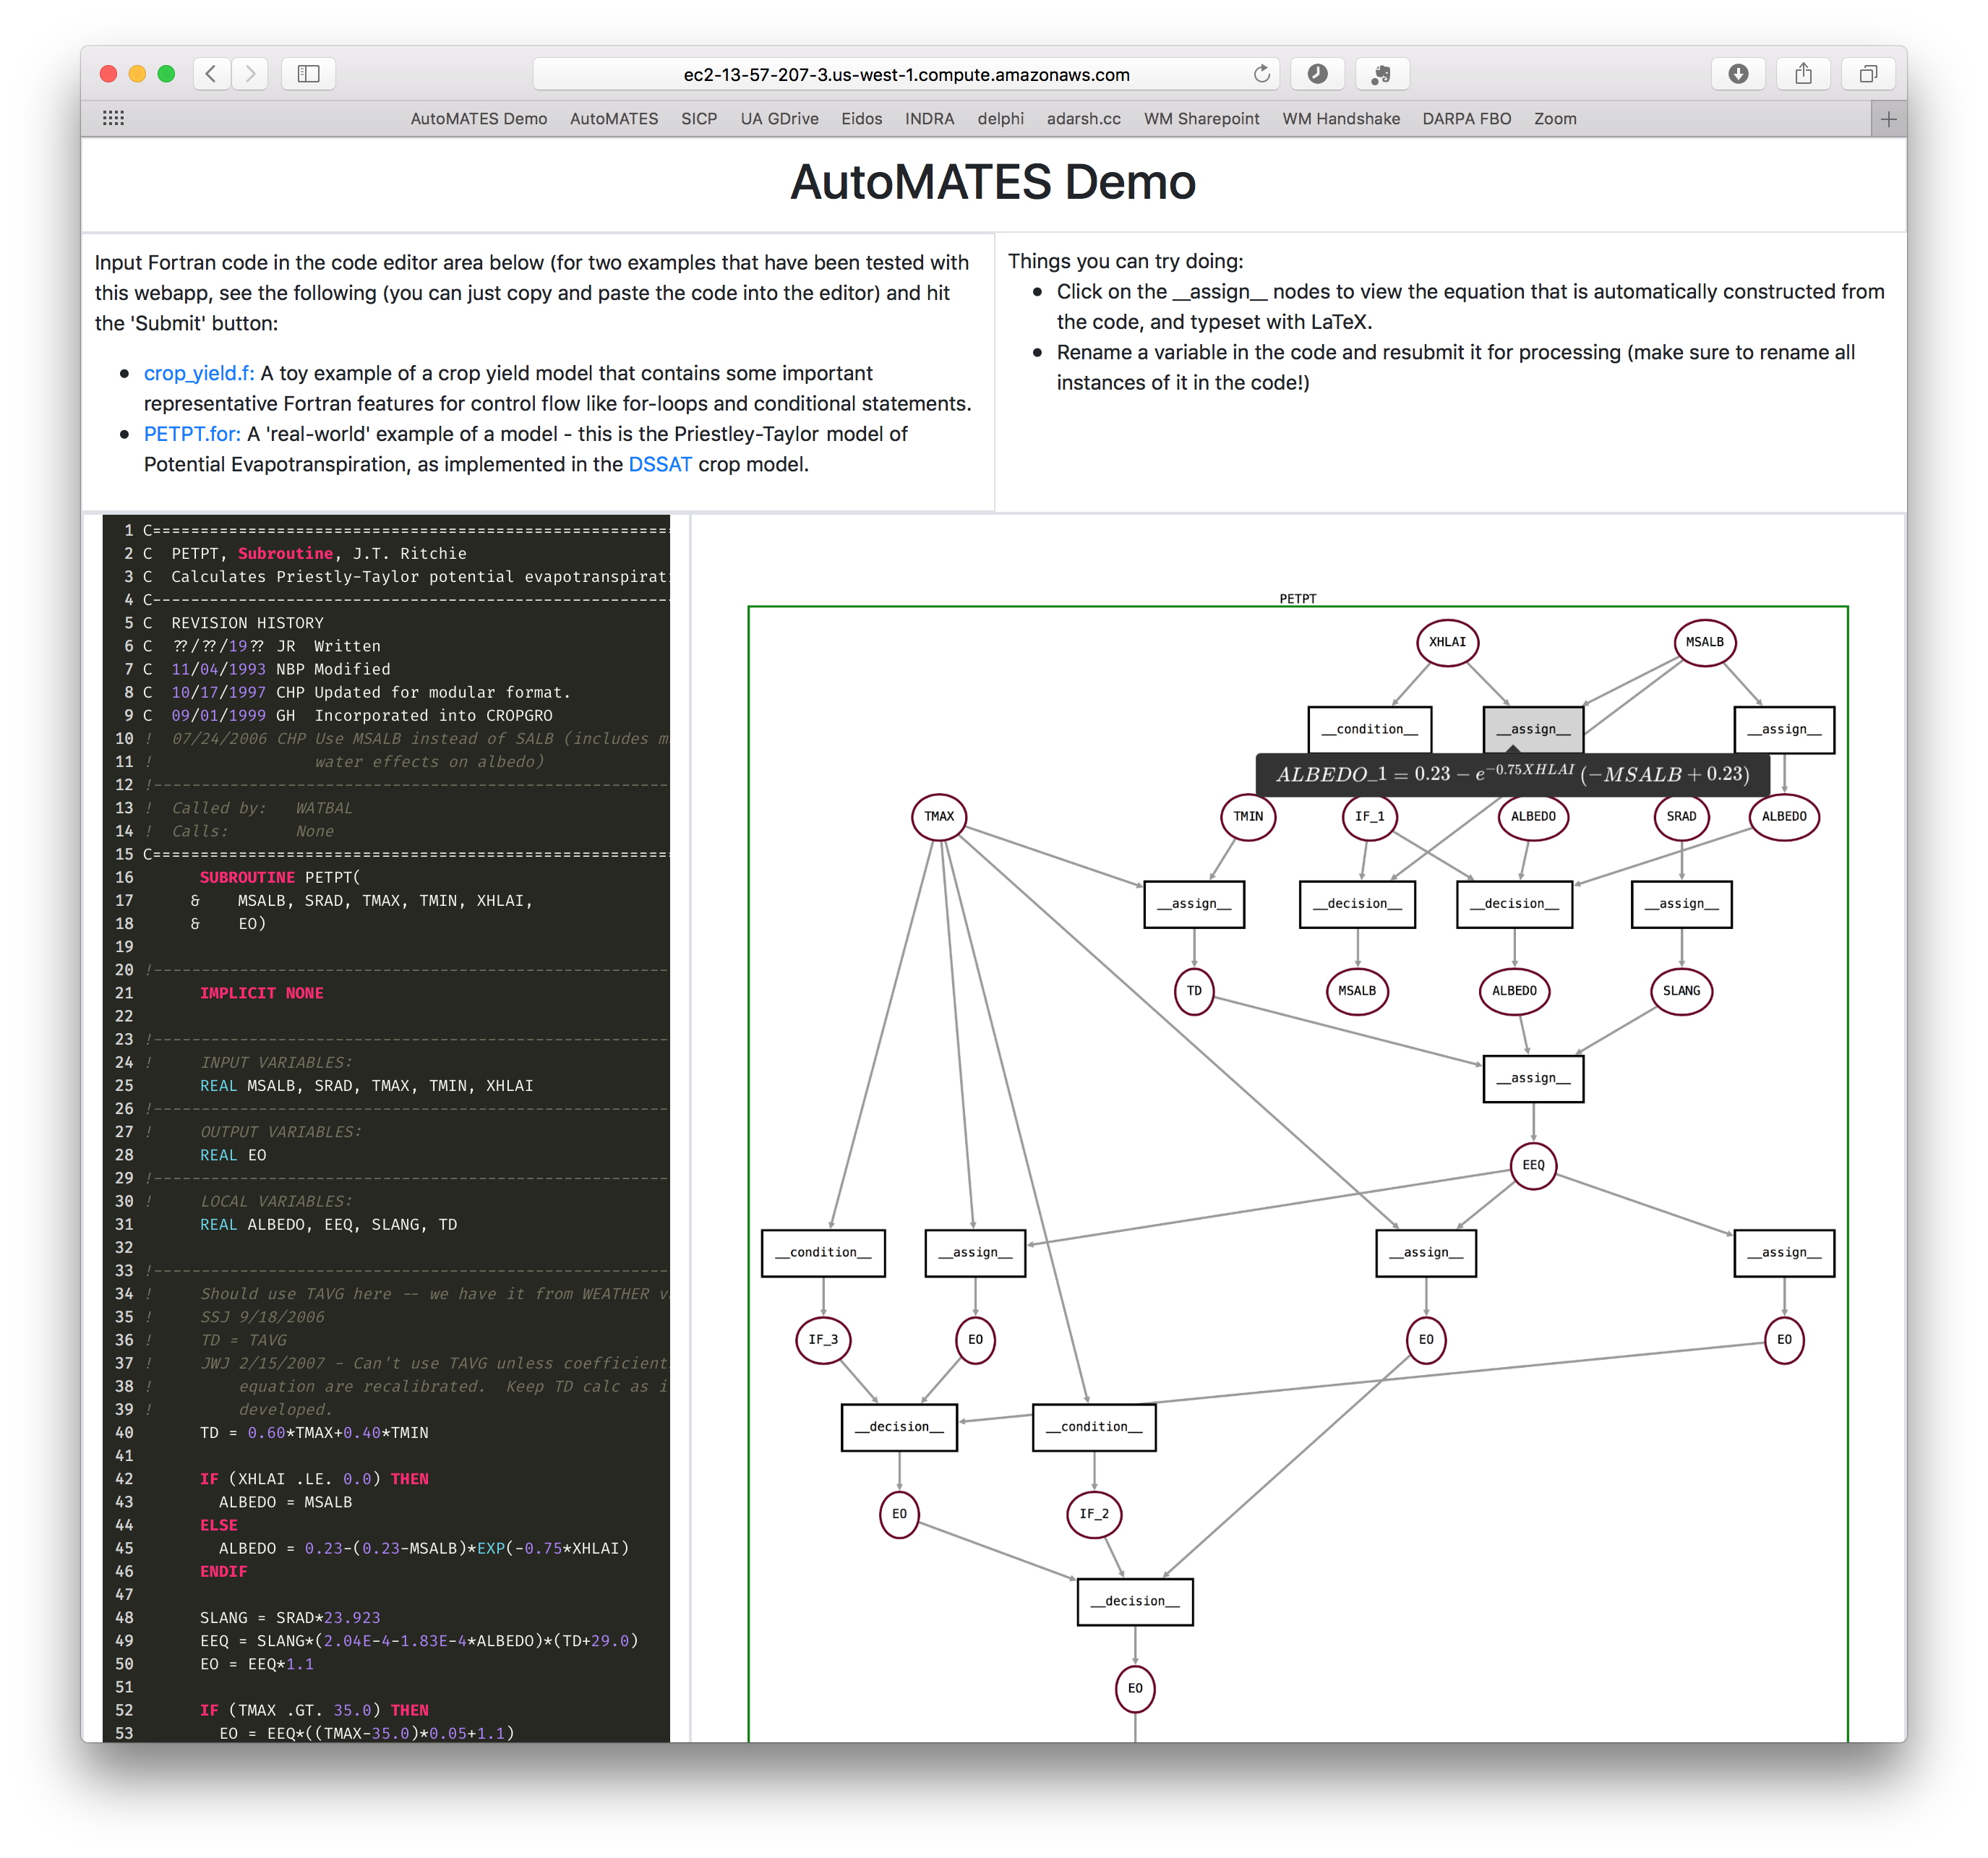 ec2-13-57-207-3.us-west-1.compute.amazonaws.com
AutoMATES Demo AutoMATES SICP UA GDrive Eidos INDRA delphi adarsh.cc WM Sharepoint WM Handshake DARPA FBO Zoom
AutoMATES Demo
Input Fortran code in the code editor area below (for two examples that have been tested with
this webapp, see the following (you can just copy and paste the code into the editor) and hit
the 'Submit' button:
• crop_yield.f: A toy example of a crop yield model that contains some important
representative Fortran features for control flow like for-loops and conditional statements.
• PETPT.for: A 'real-world' example of a model - this is the Priestley-Taylor model of
Potential Evapotranspiration, as implemented in the DSSAT crop model.
Things you can try doing:
• Click on the __assign__ nodes to view the equation that is automatically constructed from
the code, and typeset with LaTeX.
• Rename a variable in the code and resubmit it for processing (make sure to rename all
instances of it in the code!)
1 C=======================================================
2 C  PETPT, Subroutine, J.T. Ritchie
3 C  Calculates Priestly-Taylor potential evapotranspirat
4 C-------------------------------------------------------
5 C  REVISION HISTORY
6 C  ??/??/19?? JR  Written
7 C  11/04/1993 NBP Modified
8 C  10/17/1997 CHP Updated for modular format.
9 C  09/01/1999 GH  Incorporated into CROPGRO
10 !  07/24/2006 CHP Use MSALB instead of SALB (includes m
11 !                 water effects on albedo)
12 !-------------------------------------------------------
13 !  Called by:   WATBAL
14 !  Calls:       None
15 C=======================================================
16       SUBROUTINE PETPT(
17      &    MSALB, SRAD, TMAX, TMIN, XHLAI,
18      &    EO)
19
20 !-------------------------------------------------------
21       IMPLICIT NONE
22
23 !-------------------------------------------------------
24 !     INPUT VARIABLES:
25       REAL MSALB, SRAD, TMAX, TMIN, XHLAI
26 !-------------------------------------------------------
27 !     OUTPUT VARIABLES:
28       REAL EO
29 !-------------------------------------------------------
30 !     LOCAL VARIABLES:
31       REAL ALBEDO, EEQ, SLANG, TD
32
33 !-------------------------------------------------------
34 !     Should use TAVG here -- we have it from WEATHER v
35 !     SSJ 9/18/2006
36 !     TD = TAVG
37 !     JWJ 2/15/2007 - Can't use TAVG unless coefficient
38 !         equation are recalibrated.  Keep TD calc as i
39 !         developed.
40       TD = 0.60*TMAX+0.40*TMIN
41
42       IF (XHLAI .LE. 0.0) THEN
43         ALBEDO = MSALB
44       ELSE
45         ALBEDO = 0.23-(0.23-MSALB)*EXP(-0.75*XHLAI)
46       ENDIF
47
48       SLANG = SRAD*23.923
49       EEQ = SLANG*(2.04E-4-1.83E-4*ALBEDO)*(TD+29.0)
50       EO = EEQ*1.1
51
52       IF (TMAX .GT. 35.0) THEN
53         EO = EEQ*((TMAX-35.0)*0.05+1.1)
PETPT
XHLAI MSALB
__condition__ __assign__ __assign__
ALBEDO_1 = 0.23 − e^{−0.75XHLAI} (−MSALB + 0.23)
TMAX TMIN IF_1 ALBEDO SRAD ALBEDO
__assign__ __decision__ __decision__ __assign__
TD MSALB ALBEDO SLANG
__assign__
EEQ
__condition__ __assign__ __assign__ __assign__
IF_3 EO EO EO
__decision__ __condition__
EO IF_2
__decision__
EO